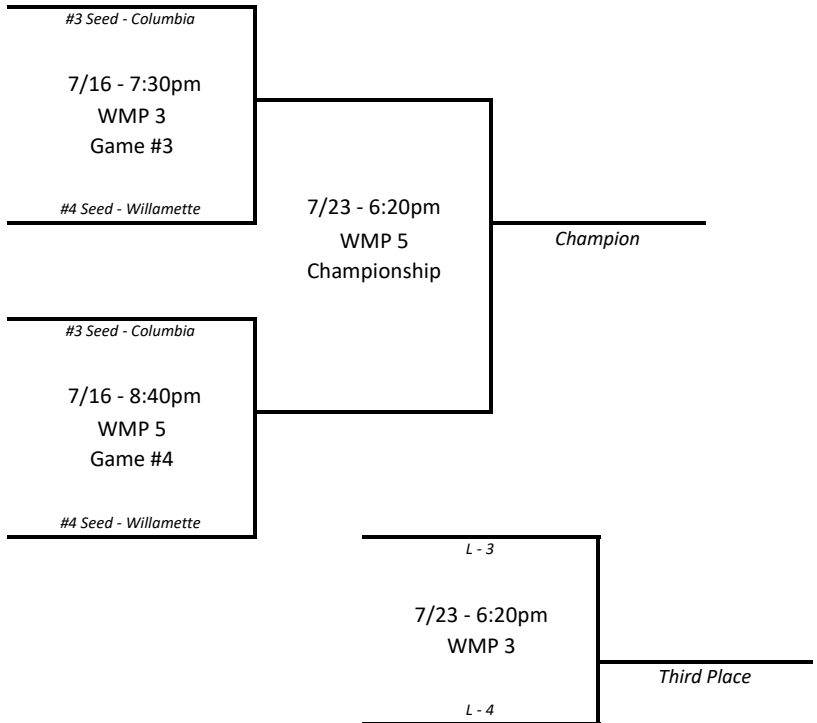 #3 Seed - Columbia
7/16 - 7:30pm
WMP 3
Game #3
#4 Seed - Willamette
7/23 - 6:20pm
WMP 5
Championship
Champion
#3 Seed - Columbia
7/16 - 8:40pm
WMP 5
Game #4
#4 Seed - Willamette
L - 3
7/23 - 6:20pm
WMP 3
Third Place
L - 4